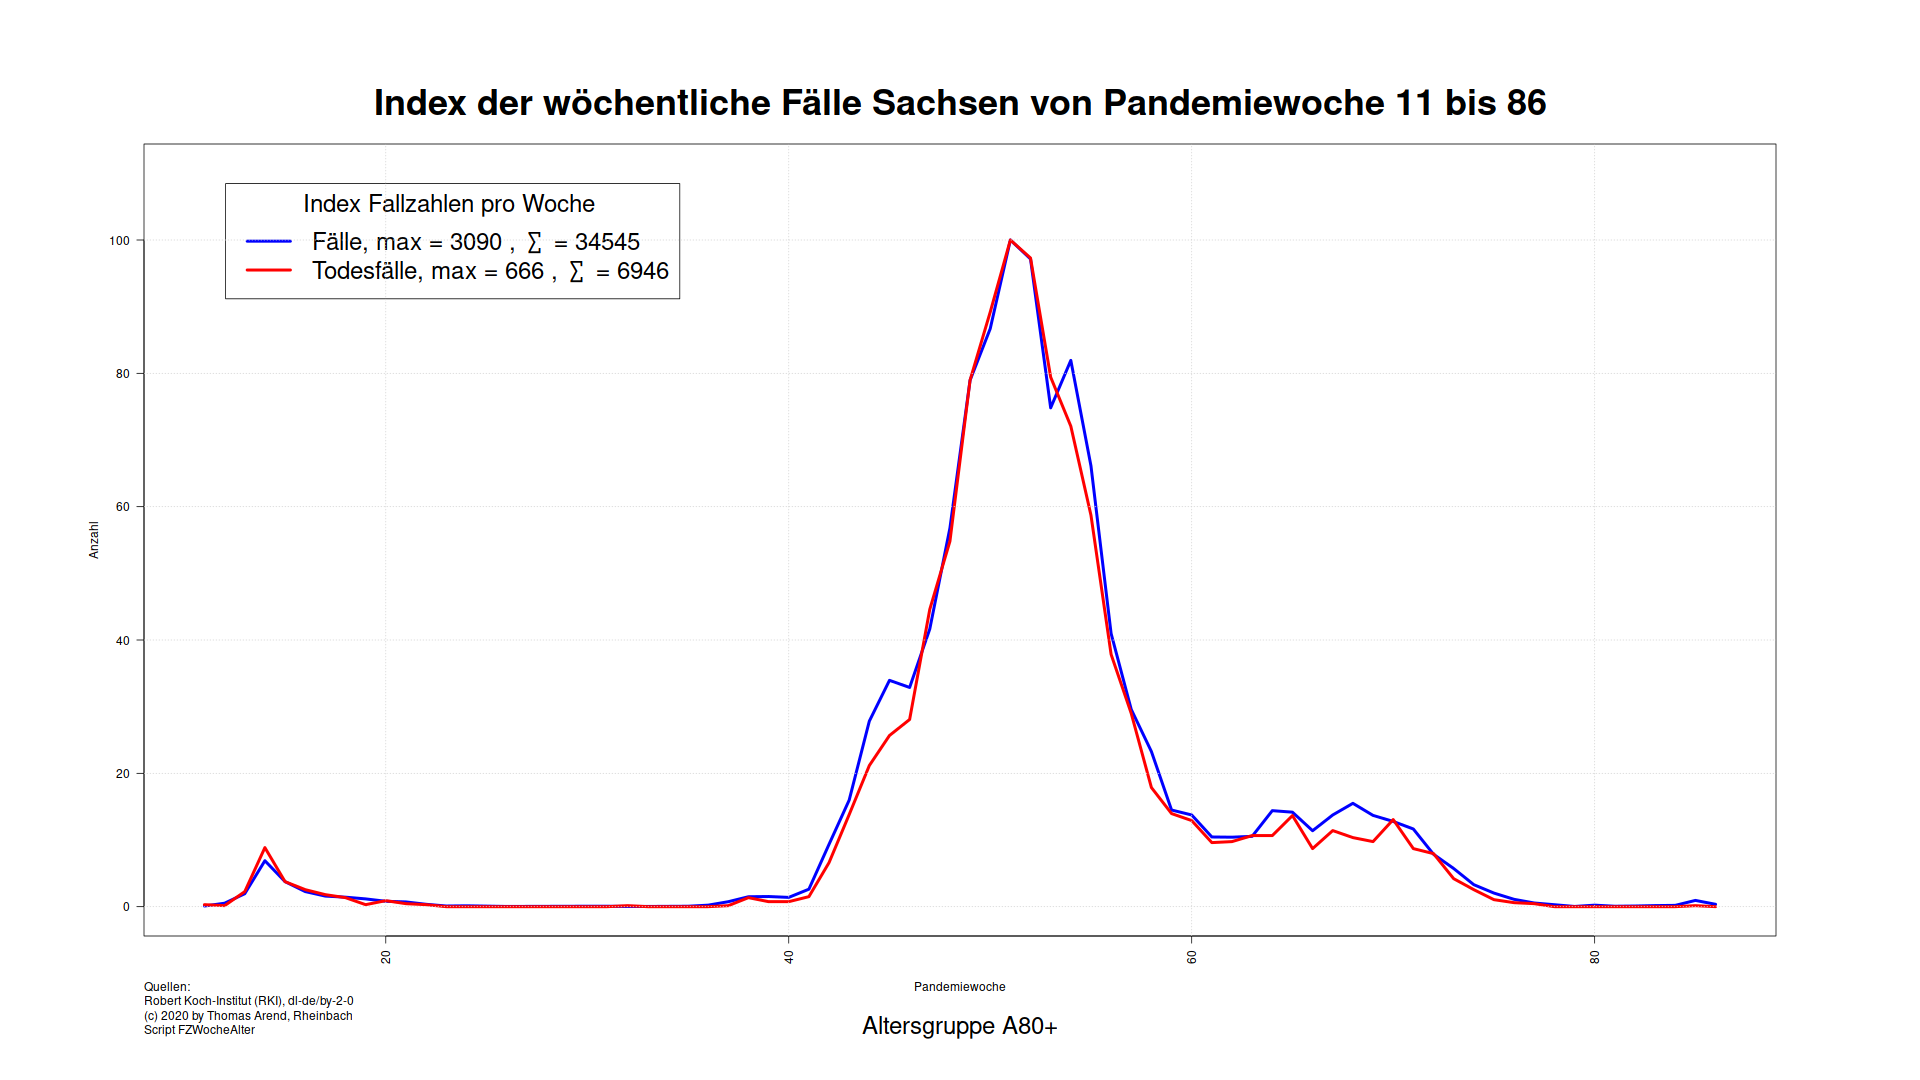 Index der wöchentliche Fälle Sachsen von Pandemiewoche 11 bis 86
Index Fallzahlen pro Woche
Fälle, max = 3090 , ∑ = 34545
Todesfälle, max = 666 , ∑ = 6946
100
80
60
40
20
0
Anzahl
20
40
60
80
Pandemiewoche
Quellen:
Robert Koch-Institut (RKI), dl-de/by-2-0
(c) 2020 by Thomas Arend, Rheinbach
Script FZWocheAlter
Altersgruppe A80+